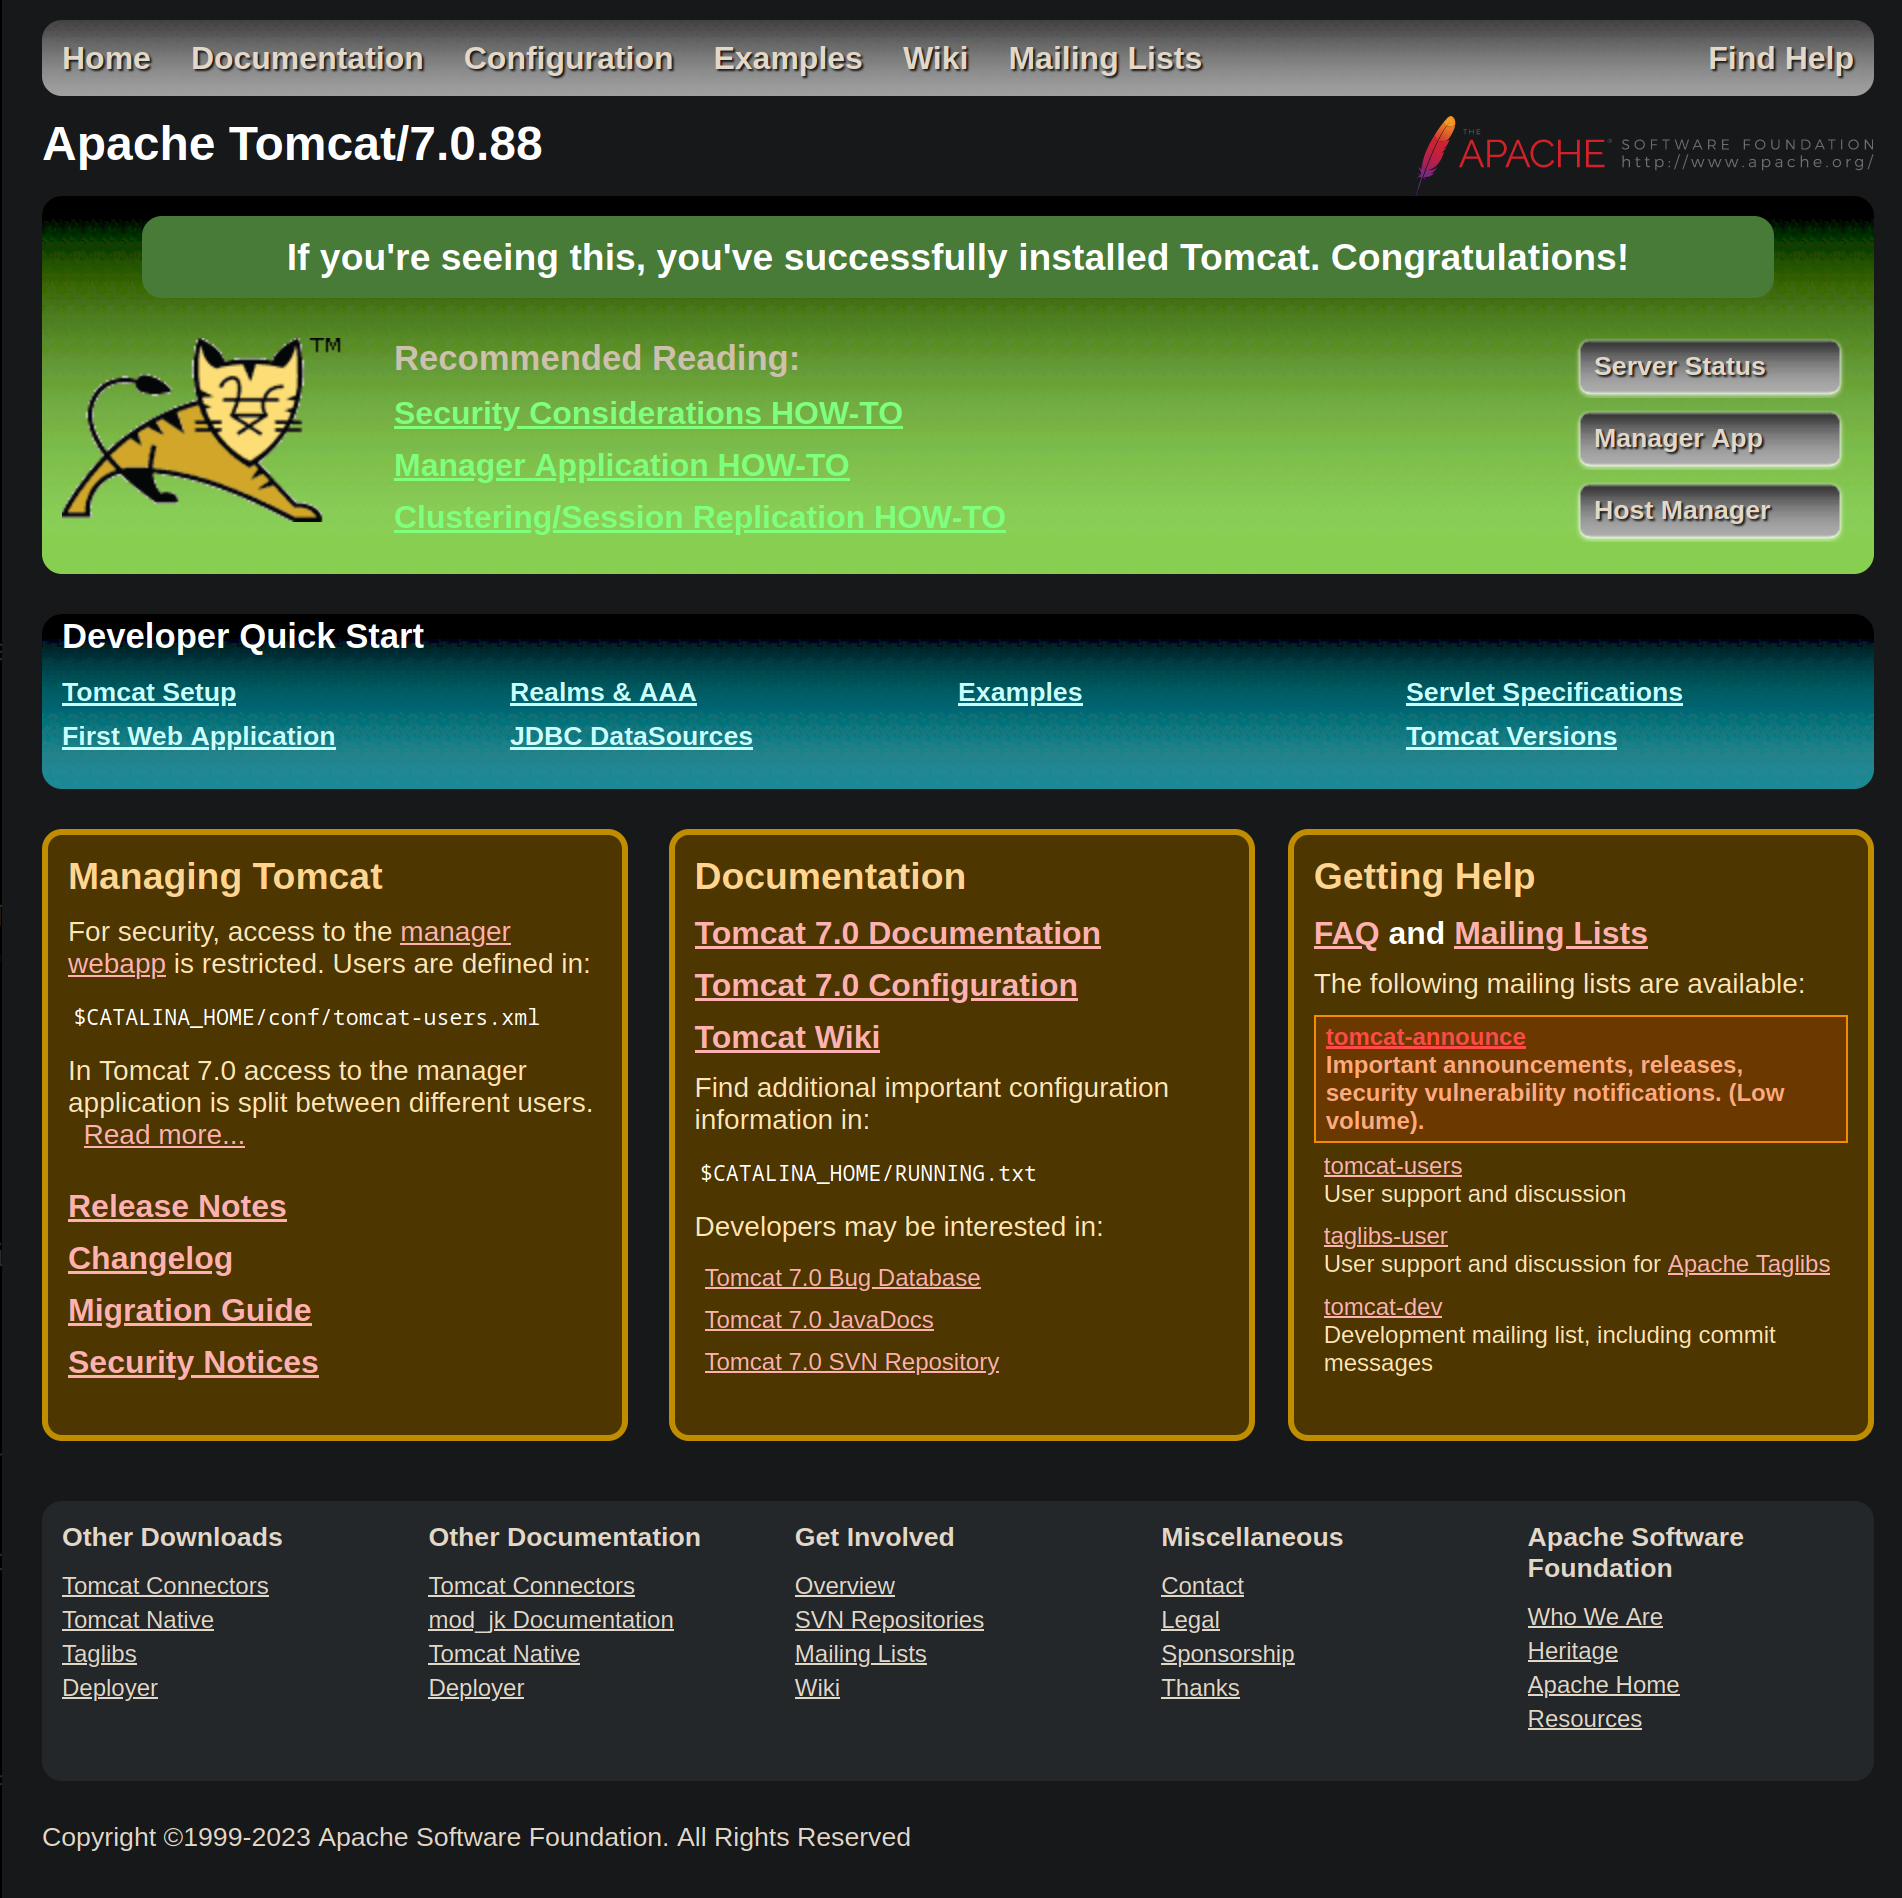 Home Documentation Configuration Examples Wiki Mailing Lists Find Help
Apache Tomcat/7.0.88
THE APACHE® SOFTWARE FOUNDATION
http://www.apache.org/
If you're seeing this, you've successfully installed Tomcat. Congratulations!
TM
Recommended Reading:
Security Considerations HOW-TO
Manager Application HOW-TO
Clustering/Session Replication HOW-TO
Server Status
Manager App
Host Manager
Developer Quick Start
Tomcat Setup
First Web Application
Realms & AAA
JDBC DataSources
Examples
Servlet Specifications
Tomcat Versions
Managing Tomcat
For security, access to the manager
webapp is restricted. Users are defined in:
$CATALINA_HOME/conf/tomcat-users.xml
In Tomcat 7.0 access to the manager
application is split between different users.
Read more...
Release Notes
Changelog
Migration Guide
Security Notices
Documentation
Tomcat 7.0 Documentation
Tomcat 7.0 Configuration
Tomcat Wiki
Find additional important configuration
information in:
$CATALINA_HOME/RUNNING.txt
Developers may be interested in:
Tomcat 7.0 Bug Database
Tomcat 7.0 JavaDocs
Tomcat 7.0 SVN Repository
Getting Help
FAQ and Mailing Lists
The following mailing lists are available:
tomcat-announce
Important announcements, releases,
security vulnerability notifications. (Low
volume).
tomcat-users
User support and discussion
taglibs-user
User support and discussion for Apache Taglibs
tomcat-dev
Development mailing list, including commit
messages
Other Downloads
Tomcat Connectors
Tomcat Native
Taglibs
Deployer
Other Documentation
Tomcat Connectors
mod_jk Documentation
Tomcat Native
Deployer
Get Involved
Overview
SVN Repositories
Mailing Lists
Wiki
Miscellaneous
Contact
Legal
Sponsorship
Thanks
Apache Software
Foundation
Who We Are
Heritage
Apache Home
Resources
Copyright ©1999-2023 Apache Software Foundation. All Rights Reserved